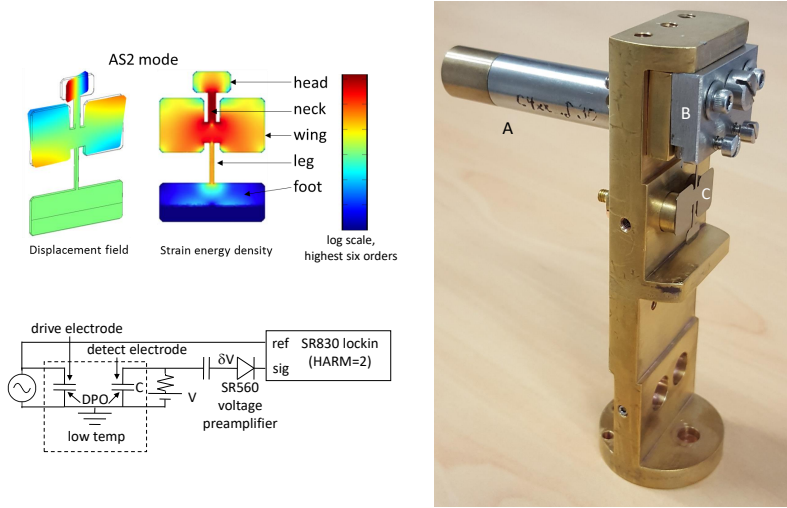 AS2 mode
head
neck
wing
leg
foot
Displacement field
Strain energy density
log scale,
highest six orders
drive electrode
detect electrode
DPO
C
V
δV
low temp
SR560
voltage
preamplifier
ref
sig
SR830 lockin
(HARM=2)
A
B
C